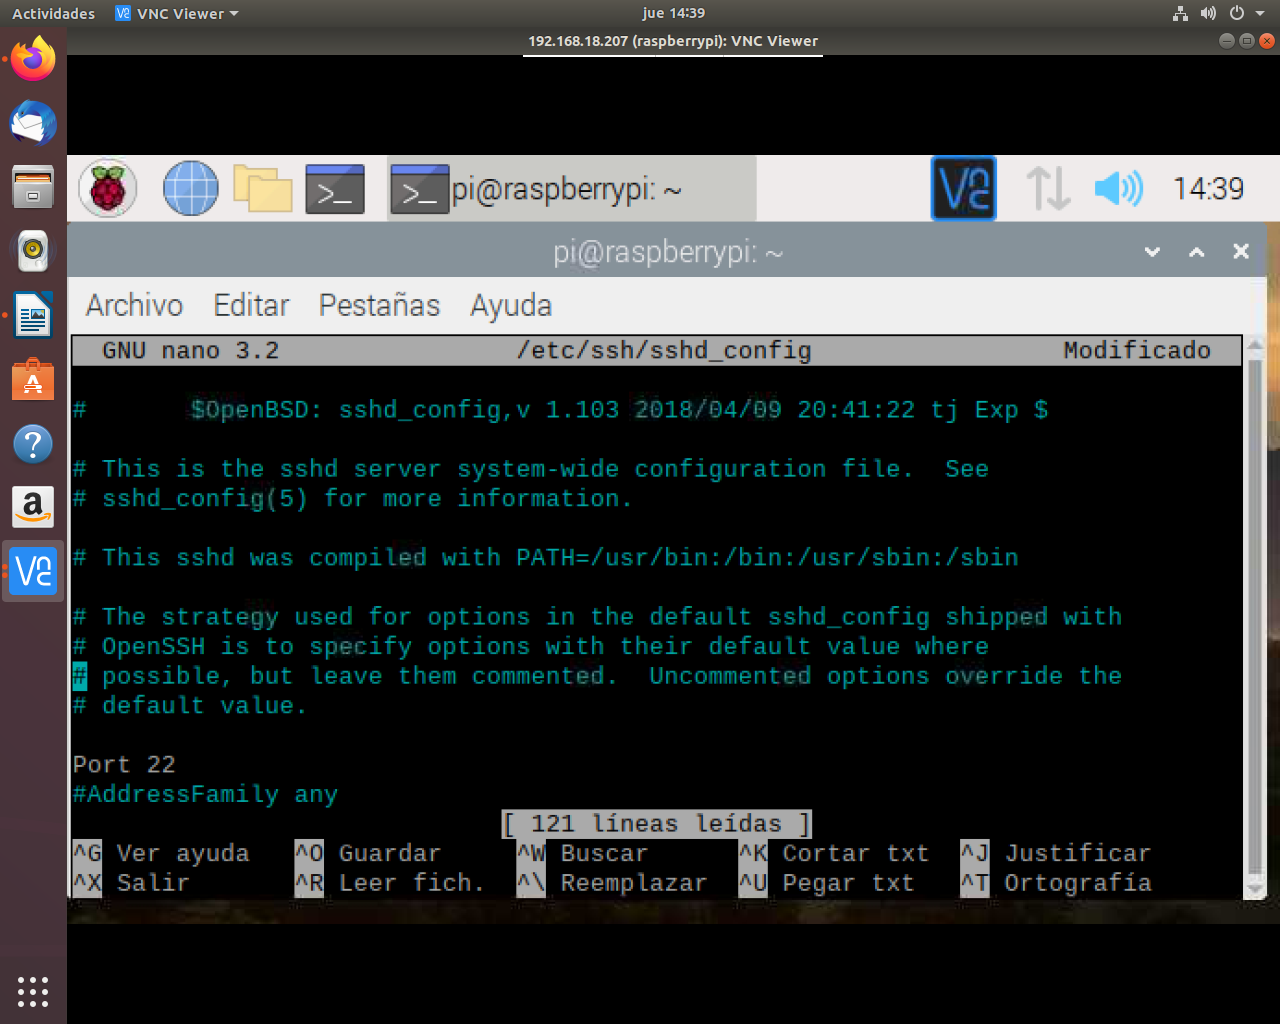 Actividades VNC Viewer jue 14:39
192.168.18.207 (raspberrypi): VNC Viewer
>_ >_ pi@raspberrypi: ~ 14:39
pi@raspberrypi: ~
Archivo Editar Pestañas Ayuda
GNU nano 3.2 /etc/ssh/sshd_config Modificado
# $OpenBSD: sshd_config,v 1.103 2018/04/09 20:41:22 tj Exp $
# This is the sshd server system-wide configuration file. See
# sshd_config(5) for more information.
# This sshd was compiled with PATH=/usr/bin:/bin:/usr/sbin:/sbin
# The strategy used for options in the default sshd_config shipped with
# OpenSSH is to specify options with their default value where
# possible, but leave them commented. Uncommented options override the
# default value.
Port 22
#AddressFamily any
[ 121 líneas leídas ]
^G Ver ayuda ^O Guardar ^W Buscar ^K Cortar txt ^J Justificar
^X Salir ^R Leer fich. ^\ Reemplazar ^U Pegar txt ^T Ortografía